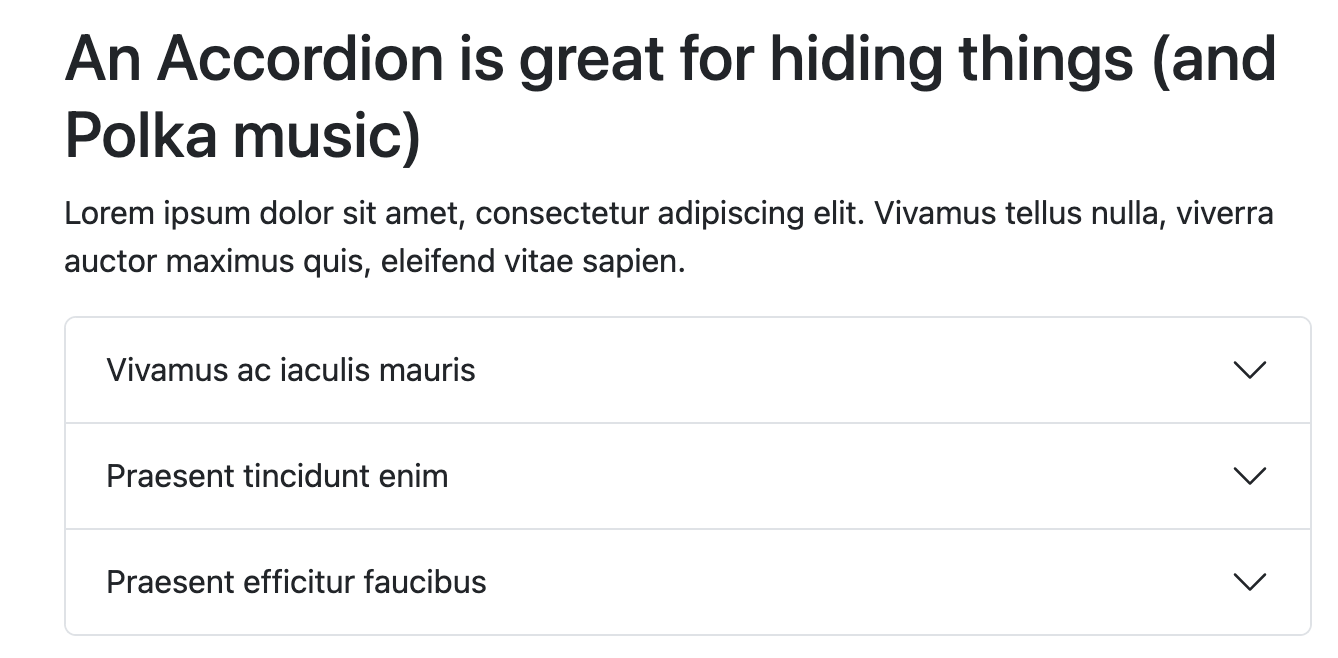 An Accordion is great for hiding things (and
Polka music)
Lorem ipsum dolor sit amet, consectetur adipiscing elit. Vivamus tellus nulla, viverra
auctor maximus quis, eleifend vitae sapien.
Vivamus ac iaculis mauris
Praesent tincidunt enim
Praesent efficitur faucibus